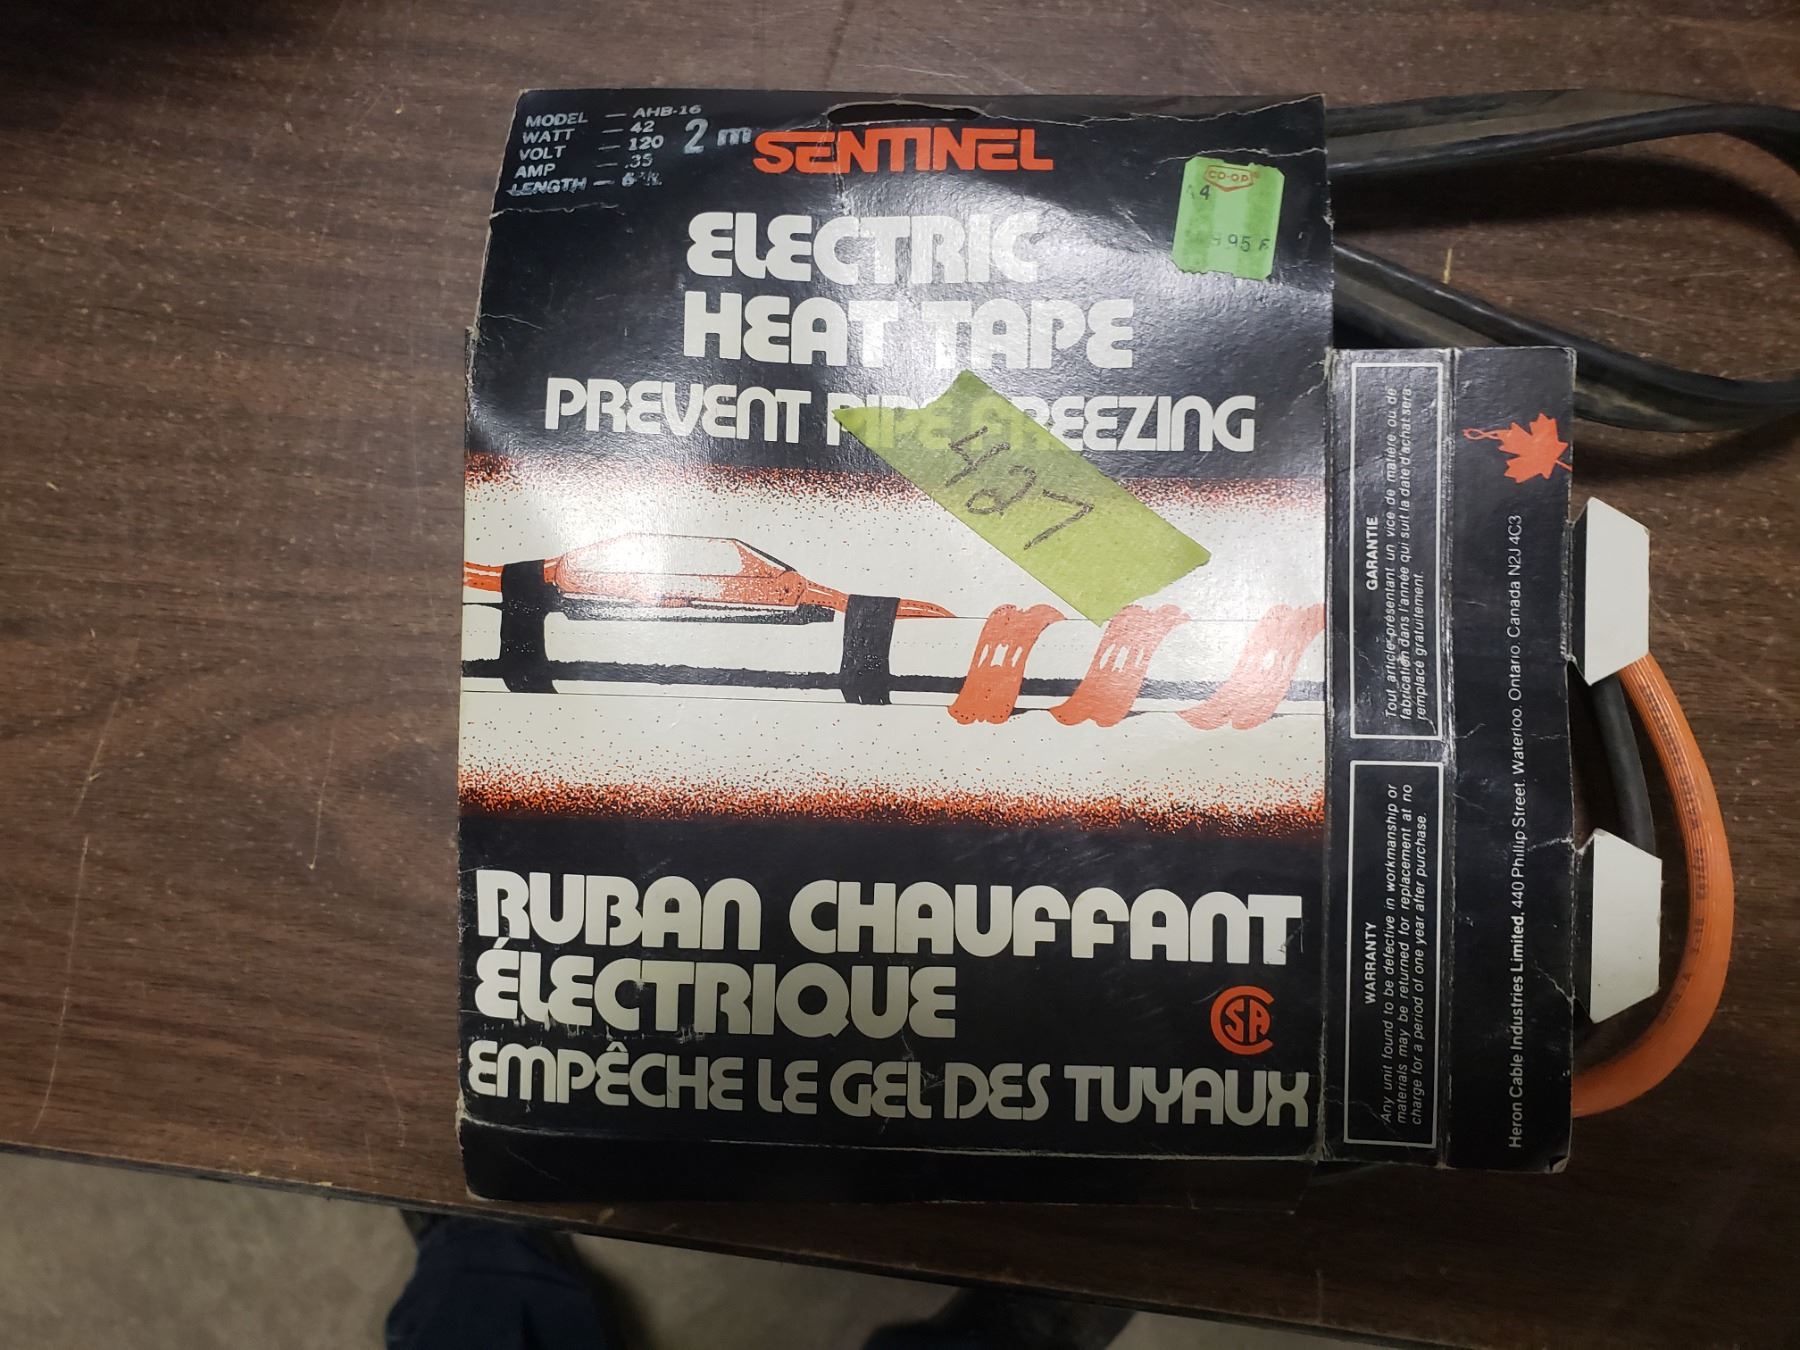 MODEL — AHB-16
WATT — 42
VOLT — 120
AMP — .35
LENGTH —
2 m
SENTINEL
CO-OP
ELECTRIC
HEAT TAPE
PREVENT PIPE FREEZING
427
RUBAN CHAUFFANT
ÉLECTRIQUE
EMPÊCHE LE GEL DES TUYAUX
CSA
GARANTIE
Tout article présentant un vice de matière ou de
fabrication dans l'année qui suit la date d'achat sera
remplacé gratuitement.
WARRANTY
Any unit found to be defective in workmanship or
materials may be returned for replacement at no
charge for a period of one year after purchase.
Heron Cable Industries Limited. 440 Phillip Street. Waterloo. Ontario. Canada N2J 4C3